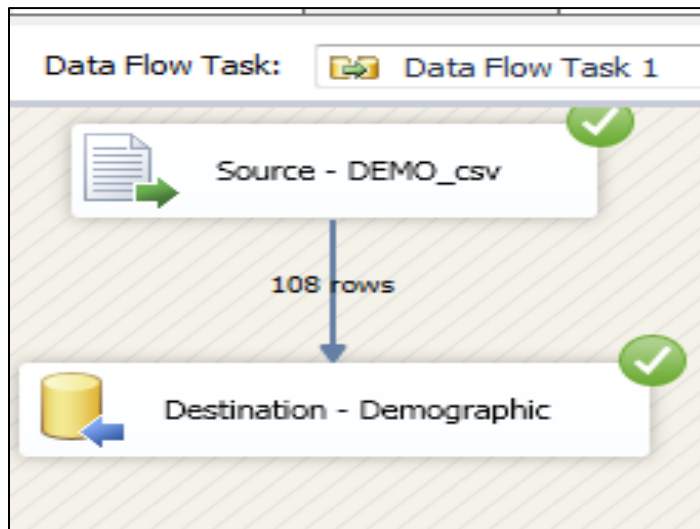 Data Flow Task: Data Flow Task 1
Source - DEMO_csv
108 rows
Destination - Demographic